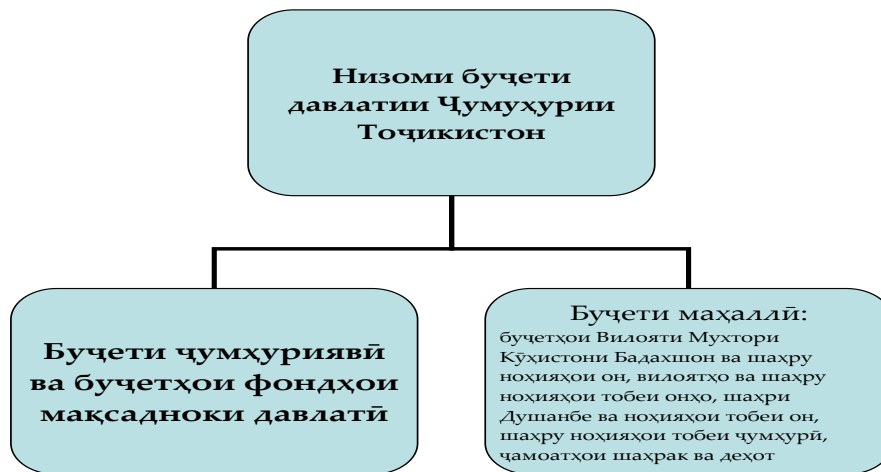 Низоми буҷети
давлатии Ҷумуҳурии
Тоҷикистон
Буҷети ҷумҳуриявӣ
ва буҷетҳои фондҳои
мақсадноки давлатӣ
Буҷети маҳаллӣ:
буҷетҳои Вилояти Мухтори
Кӯҳистони Бадахшон ва шаҳру
ноҳияҳои он, вилоятҳо ва шаҳру
ноҳияҳои тобеи онҳо, шаҳри
Душанбе ва ноҳияҳои тобеи он,
шаҳру ноҳияҳои тобеи ҷумҳурӣ,
ҷамоатҳои шаҳрак ва деҳот